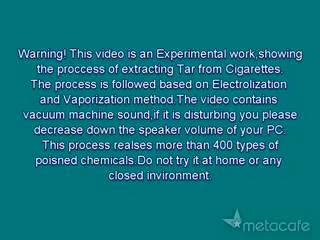 Warning! This video is an Experimental work,showing
the proccess of extracting Tar from Cigarettes.
The process is followed based on Electrolization
and Vaporization method.The video contains
vacuum machine sound,if it is disturbing you please
decrease down the speaker volume of your PC.
This process realses more than 400 types of
poisned chemicals.Do not try it at home or any
closed invironment.
metacafe